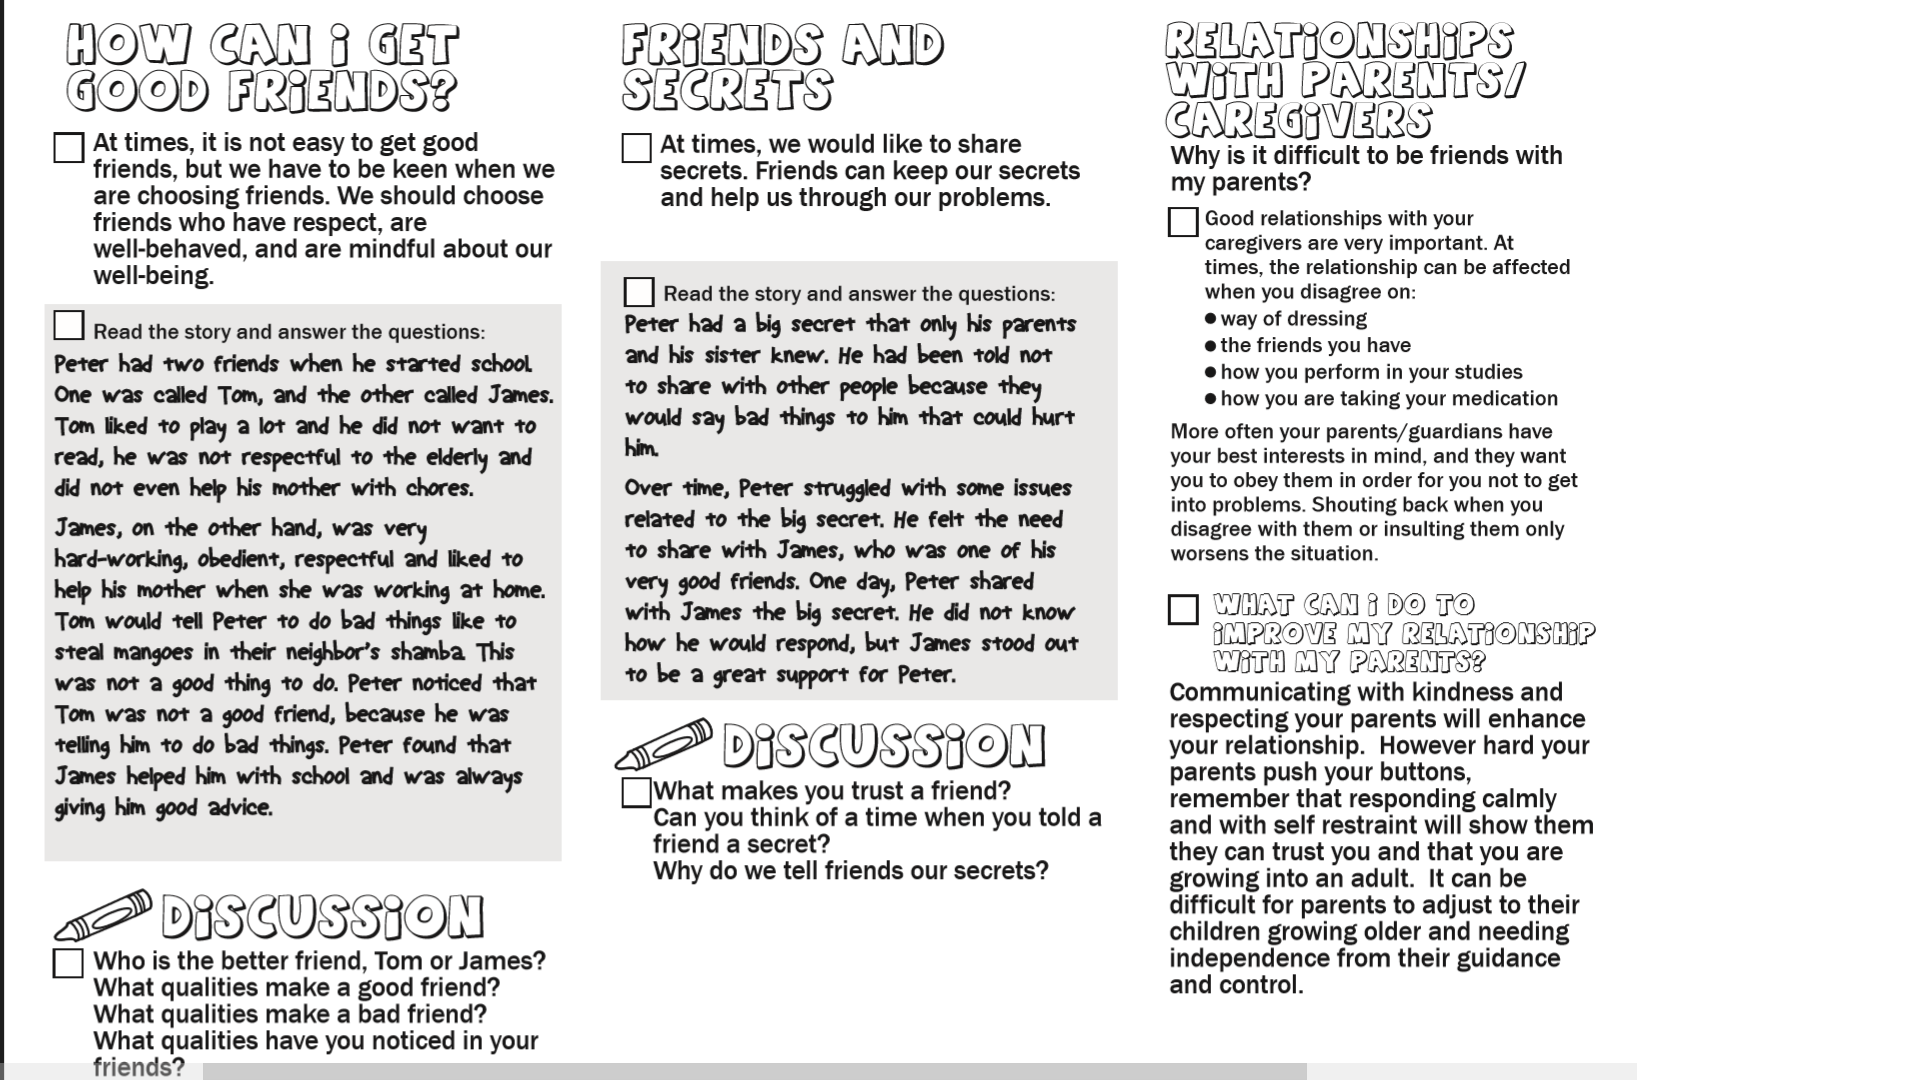 HOW CAN i GET
GOOD FRiENDS?
At times, it is not easy to get good
friends, but we have to be keen when we
are choosing friends. We should choose
friends who have respect, are
well-behaved, and are mindful about our
well-being.
Read the story and answer the questions:
Peter had two friends when he started school.
One was called Tom, and the other called James.
Tom liked to play a lot and he did not want to
read, he was not respectful to the elderly and
did not even help his mother with chores.
James, on the other hand, was very
hard-working, obedient, respectful and liked to
help his mother when she was working at home.
Tom would tell Peter to do bad things like to
steal mangoes in their neighbor's shamba. This
was not a good thing to do. Peter noticed that
Tom was not a good friend, because he was
telling him to do bad things. Peter found that
James helped him with school and was always
giving him good advice.
DiSCUSSiON
Who is the better friend, Tom or James?
What qualities make a good friend?
What qualities make a bad friend?
What qualities have you noticed in your
friends?
FRiENDS AND
SECRETS
At times, we would like to share
secrets. Friends can keep our secrets
and help us through our problems.
Read the story and answer the questions:
Peter had a big secret that only his parents
and his sister knew. He had been told not
to share with other people because they
would say bad things to him that could hurt
him.
Over time, Peter struggled with some issues
related to the big secret. He felt the need
to share with James, who was one of his
very good friends. One day, Peter shared
with James the big secret. He did not know
how he would respond, but James stood out
to be a great support for Peter.
DiSCUSSiON
What makes you trust a friend?
Can you think of a time when you told a
friend a secret?
Why do we tell friends our secrets?
RELATiONSHiPS
WiTH PARENTS/
CAREGiVERS
Why is it difficult to be friends with
my parents?
Good relationships with your
caregivers are very important. At
times, the relationship can be affected
when you disagree on:
● way of dressing
● the friends you have
● how you perform in your studies
● how you are taking your medication
More often your parents/guardians have
your best interests in mind, and they want
you to obey them in order for you not to get
into problems. Shouting back when you
disagree with them or insulting them only
worsens the situation.
WHAT CAN i DO TO
iMPROVE MY RELATiONSHiP
WiTH MY PARENTS?
Communicating with kindness and
respecting your parents will enhance
your relationship.  However hard your
parents push your buttons,
remember that responding calmly
and with self restraint will show them
they can trust you and that you are
growing into an adult.  It can be
difficult for parents to adjust to their
children growing older and needing
independence from their guidance
and control.